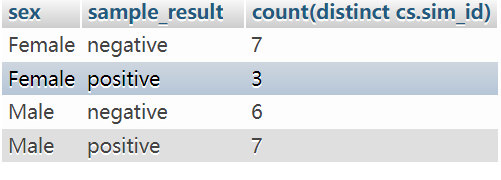 sex sample_result count(distinct cs.sim_id)
Female negative 7
Female positive 3
Male negative 6
Male positive 7